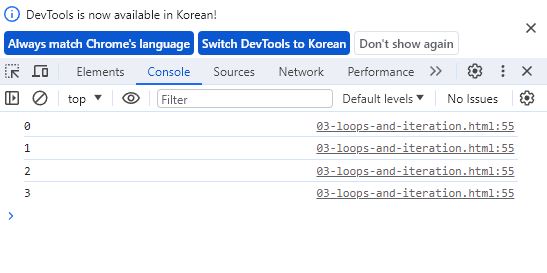 DevTools is now available in Korean!
Always match Chrome's language Switch DevTools to Korean Don't show again
Elements Console Sources Network Performance
top Filter Default levels No Issues
0 03-loops-and-iteration.html:55
1 03-loops-and-iteration.html:55
2 03-loops-and-iteration.html:55
3 03-loops-and-iteration.html:55